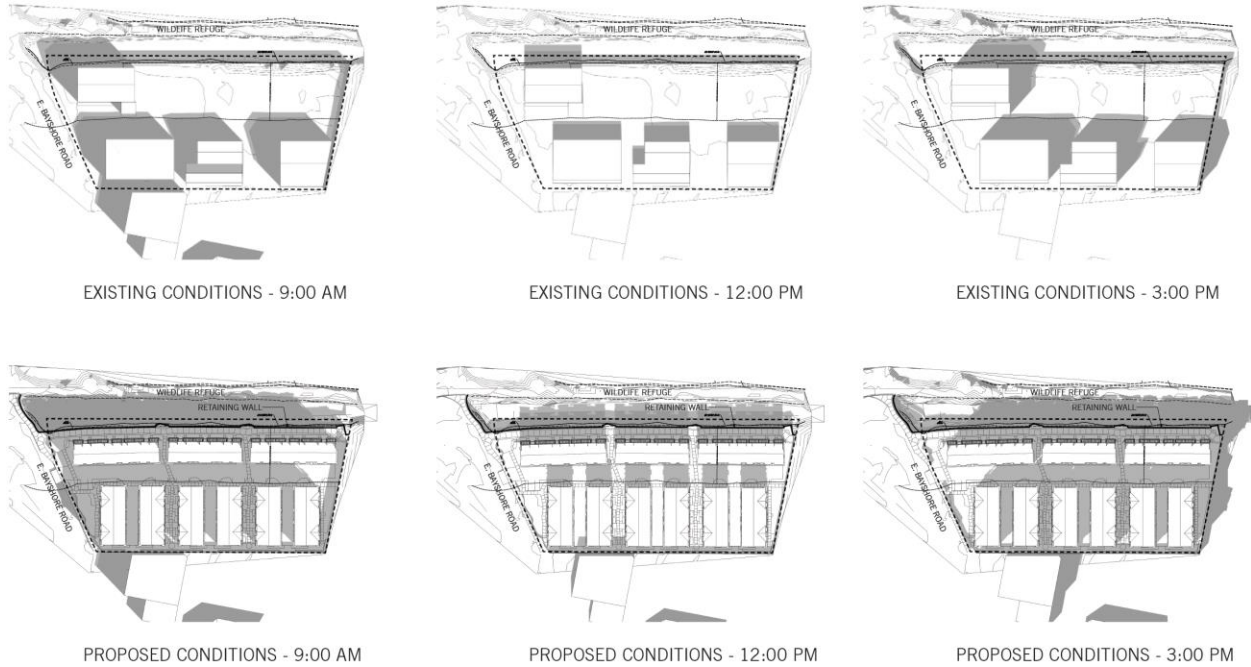 WILDLIFE REFUGE
E. BAYSHORE ROAD
EXISTING CONDITIONS - 9:00 AM
WILDLIFE REFUGE
E. BAYSHORE ROAD
EXISTING CONDITIONS - 12:00 PM
WILDLIFE REFUGE
E. BAYSHORE ROAD
EXISTING CONDITIONS - 3:00 PM
WILDLIFE REFUGE
RETAINING WALL
E. BAYSHORE ROAD
PROPOSED CONDITIONS - 9:00 AM
WILDLIFE REFUGE
RETAINING WALL
E. BAYSHORE ROAD
PROPOSED CONDITIONS - 12:00 PM
WILDLIFE REFUGE
RETAINING WALL
E. BAYSHORE ROAD
PROPOSED CONDITIONS - 3:00 PM